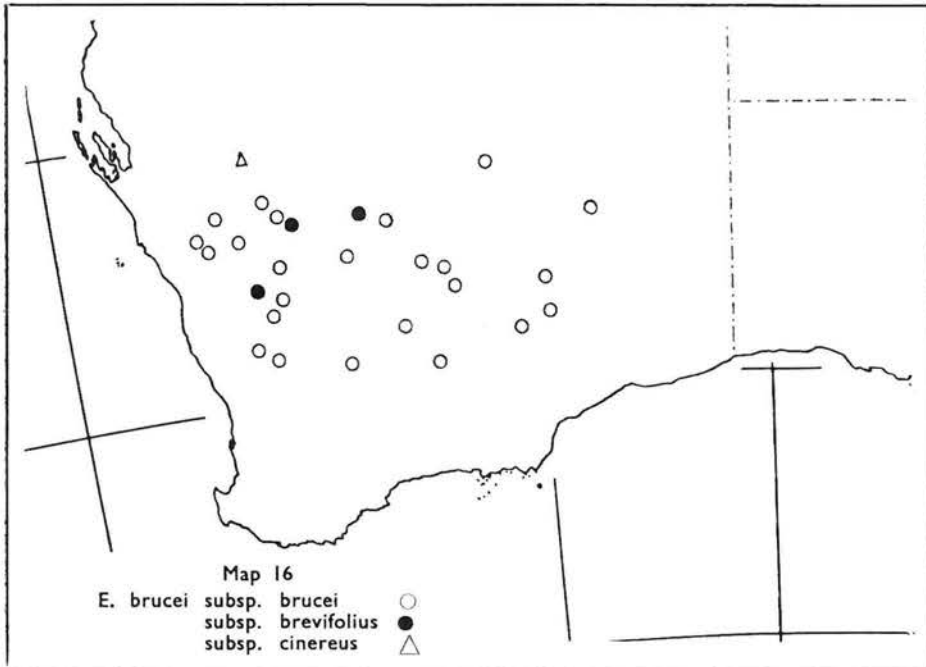 Map 16
E. brucei subsp. brucei ○
subsp. brevifolius ●
subsp. cinereus △